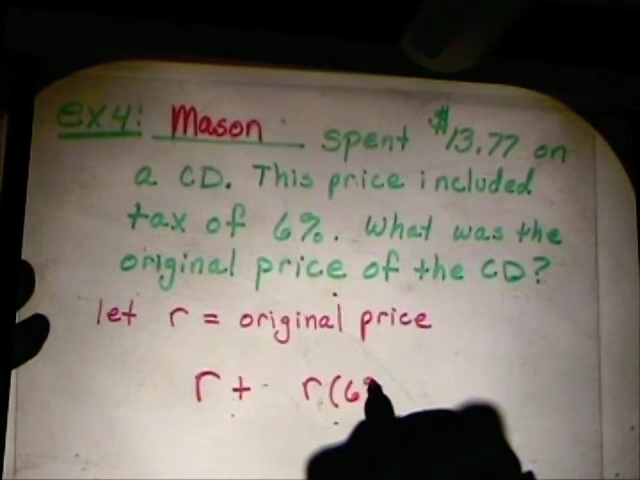 ex4: Mason spent $13.77 on
a CD. This price included
tax of 6%. What was the
original price of the CD?
let r = original price
r + r(6